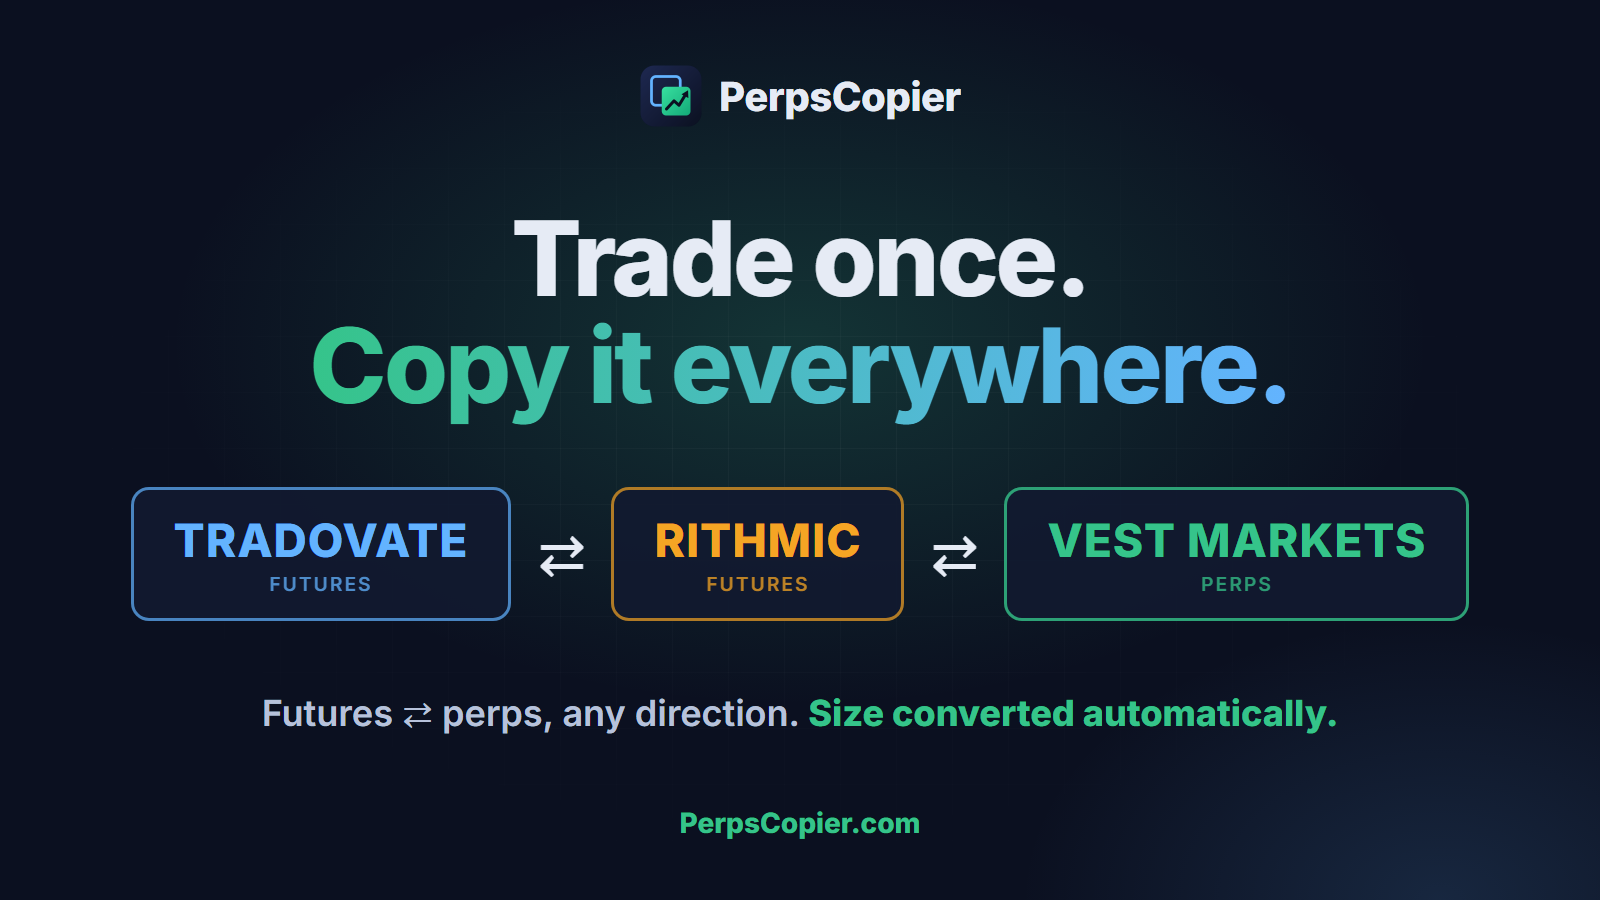 PerpsCopier
Trade once.
Copy it everywhere.
TRADOVATE
FUTURES
⇄
RITHMIC
FUTURES
⇄
VEST MARKETS
PERPS
Futures ⇄ perps, any direction. Size converted automatically.
PerpsCopier.com